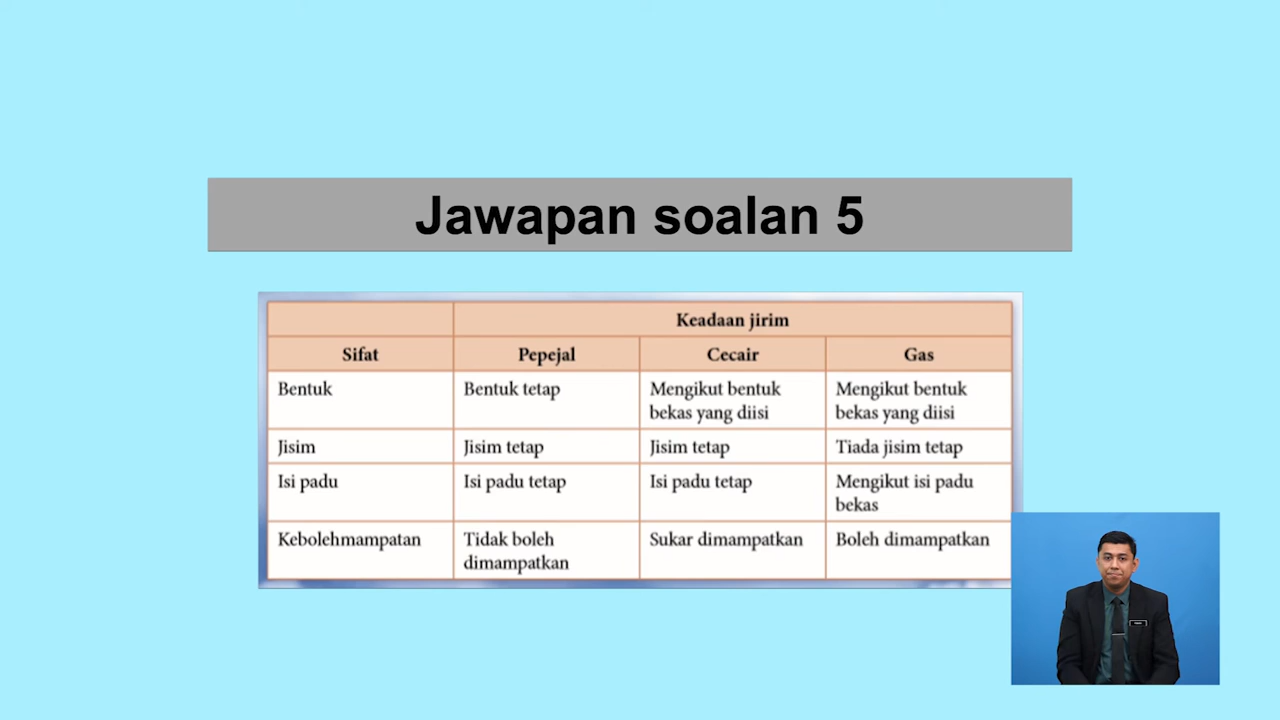 Jawapan soalan 5
Keadaan jirim
Sifat Pepejal Cecair Gas
Bentuk Bentuk tetap Mengikut bentuk bekas yang diisi Mengikut bentuk bekas yang diisi
Jisim Jisim tetap Jisim tetap Tiada jisim tetap
Isi padu Isi padu tetap Isi padu tetap Mengikut isi padu bekas
Kebolehmampatan Tidak boleh dimampatkan Sukar dimampatkan Boleh dimampatkan